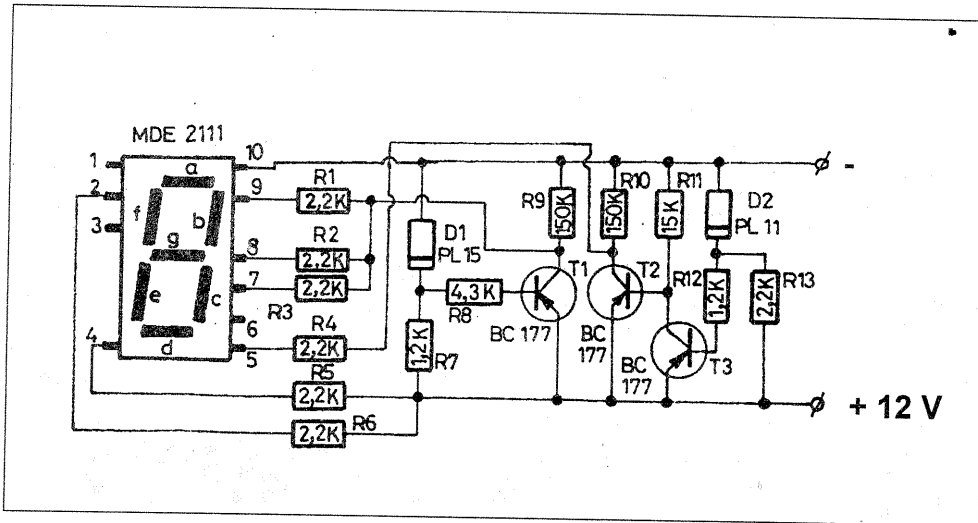 MDE 2111
1
2
3
4
10
9
8
7
6
5
a
b
c
d
e
f
g
R1
2,2K
R2
2,2K
R3
2,2K
R4
2,2K
R5
2,2K
R6
2,2K
D1
PL 15
R7
1,2K
R8
4,3K
R9
150K
R10
150K
R11
15K
D2
PL 11
R12
1,2K
R13
2,2K
T1
BC 177
T2
BC
177
T3
BC
177
-
+ 12 V